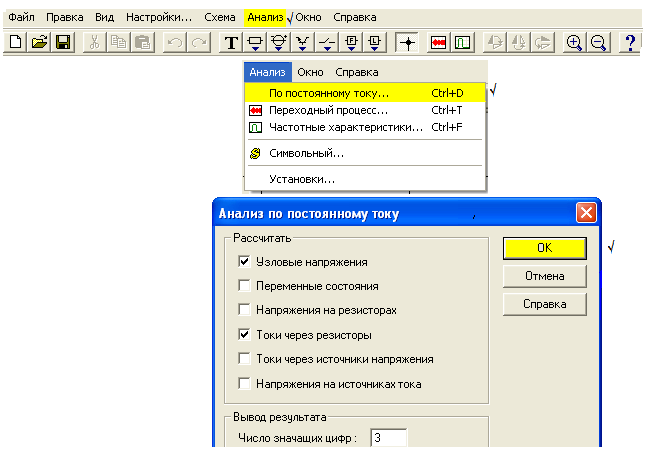 Файл Правка Вид Настройки... Схема Анализ Окно Справка
T E L ?
Анализ Окно Справка
По постоянному току... Ctrl+D
Переходный процесс... Ctrl+T
Частотные характеристики... Ctrl+F
Символьный...
Установки...
Анализ по постоянному току
Рассчитать
Узловые напряжения
Переменные состояния
Напряжения на резисторах
Токи через резисторы
Токи через источники напряжения
Напряжения на источниках тока
OK
Отмена
Справка
Вывод результата
Число значащих цифр : 3